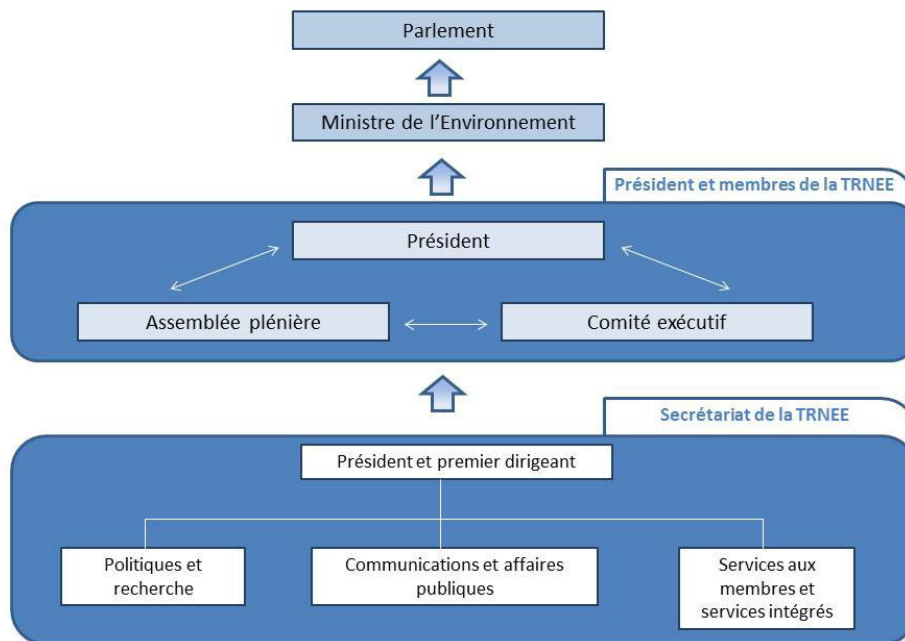 Parlement
Ministre de l'Environnement
Président et membres de la TRNEE
Président
Assemblée plénière
Comité exécutif
Secrétariat de la TRNEE
Président et premier dirigeant
Politiques et
recherche
Communications et affaires
publiques
Services aux
membres et
services intégrés